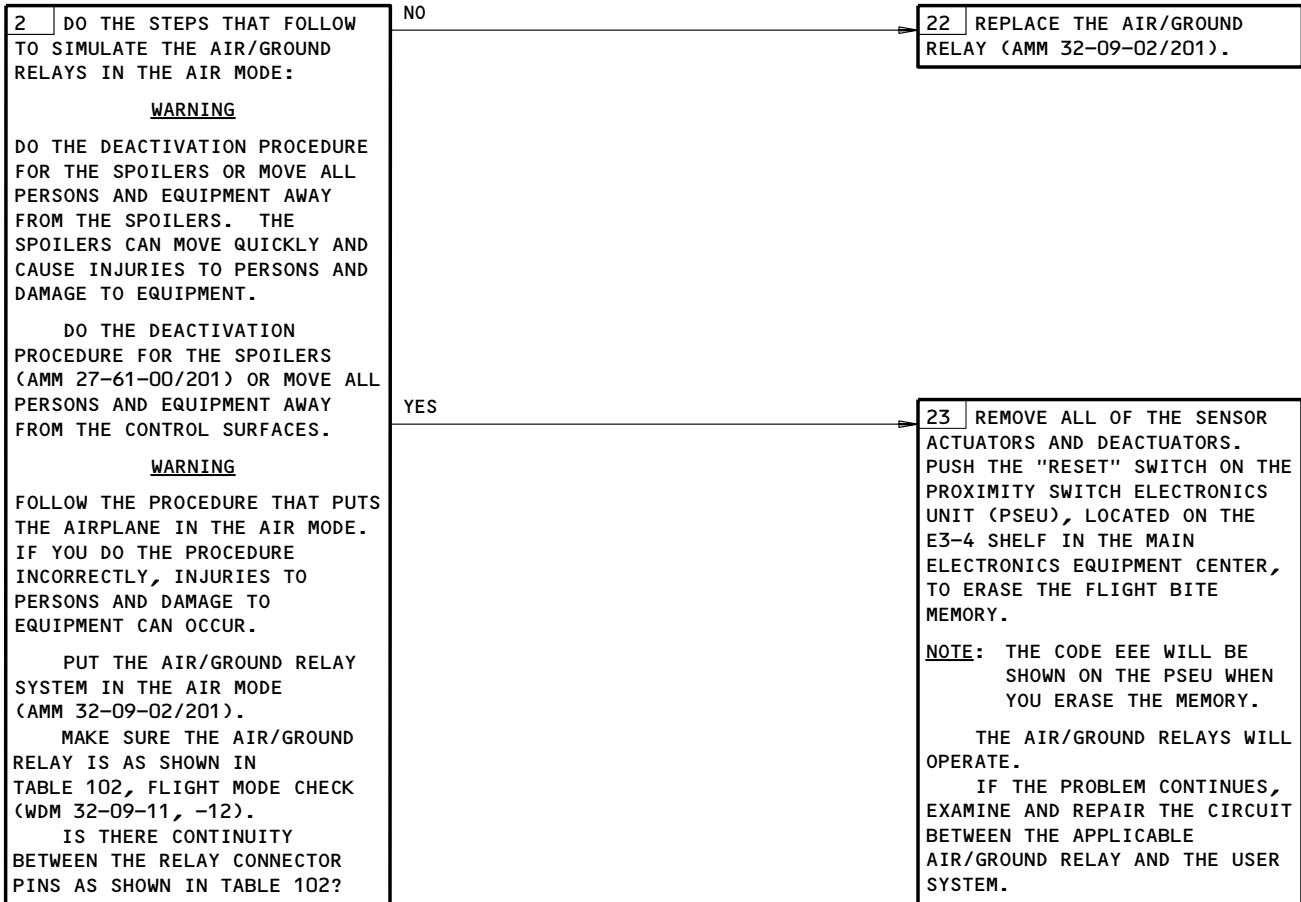 2 DO THE STEPS THAT FOLLOW
TO SIMULATE THE AIR/GROUND
RELAYS IN THE AIR MODE:
WARNING
DO THE DEACTIVATION PROCEDURE
FOR THE SPOILERS OR MOVE ALL
PERSONS AND EQUIPMENT AWAY
FROM THE SPOILERS. THE
SPOILERS CAN MOVE QUICKLY AND
CAUSE INJURIES TO PERSONS AND
DAMAGE TO EQUIPMENT.
DO THE DEACTIVATION
PROCEDURE FOR THE SPOILERS
(AMM 27-61-00/201) OR MOVE ALL
PERSONS AND EQUIPMENT AWAY
FROM THE CONTROL SURFACES.
WARNING
FOLLOW THE PROCEDURE THAT PUTS
THE AIRPLANE IN THE AIR MODE.
IF YOU DO THE PROCEDURE
INCORRECTLY, INJURIES TO
PERSONS AND DAMAGE TO
EQUIPMENT CAN OCCUR.
PUT THE AIR/GROUND RELAY
SYSTEM IN THE AIR MODE
(AMM 32-09-02/201).
MAKE SURE THE AIR/GROUND
RELAY IS AS SHOWN IN
TABLE 102, FLIGHT MODE CHECK
(WDM 32-09-11, -12).
IS THERE CONTINUITY
BETWEEN THE RELAY CONNECTOR
PINS AS SHOWN IN TABLE 102?
NO
22 REPLACE THE AIR/GROUND
RELAY (AMM 32-09-02/201).
YES
23 REMOVE ALL OF THE SENSOR
ACTUATORS AND DEACTUATORS.
PUSH THE "RESET" SWITCH ON THE
PROXIMITY SWITCH ELECTRONICS
UNIT (PSEU), LOCATED ON THE
E3-4 SHELF IN THE MAIN
ELECTRONICS EQUIPMENT CENTER,
TO ERASE THE FLIGHT BITE
MEMORY.
NOTE: THE CODE EEE WILL BE
SHOWN ON THE PSEU WHEN
YOU ERASE THE MEMORY.
THE AIR/GROUND RELAYS WILL
OPERATE.
IF THE PROBLEM CONTINUES,
EXAMINE AND REPAIR THE CIRCUIT
BETWEEN THE APPLICABLE
AIR/GROUND RELAY AND THE USER
SYSTEM.